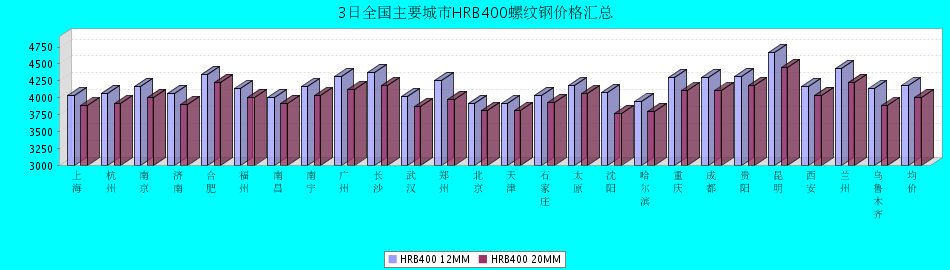 3日全国主要城市HRB400螺纹钢价格汇总
4750
4500
4250
4000
3750
3500
3250
3000
上海
杭州
南京
济南
合肥
福州
南昌
南宁
广州
长沙
武汉
郑州
北京
天津
石家庄
太原
沈阳
哈尔滨
重庆
成都
贵阳
昆明
西安
兰州
乌鲁木齐
均价
HRB400 12MM HRB400 20MM